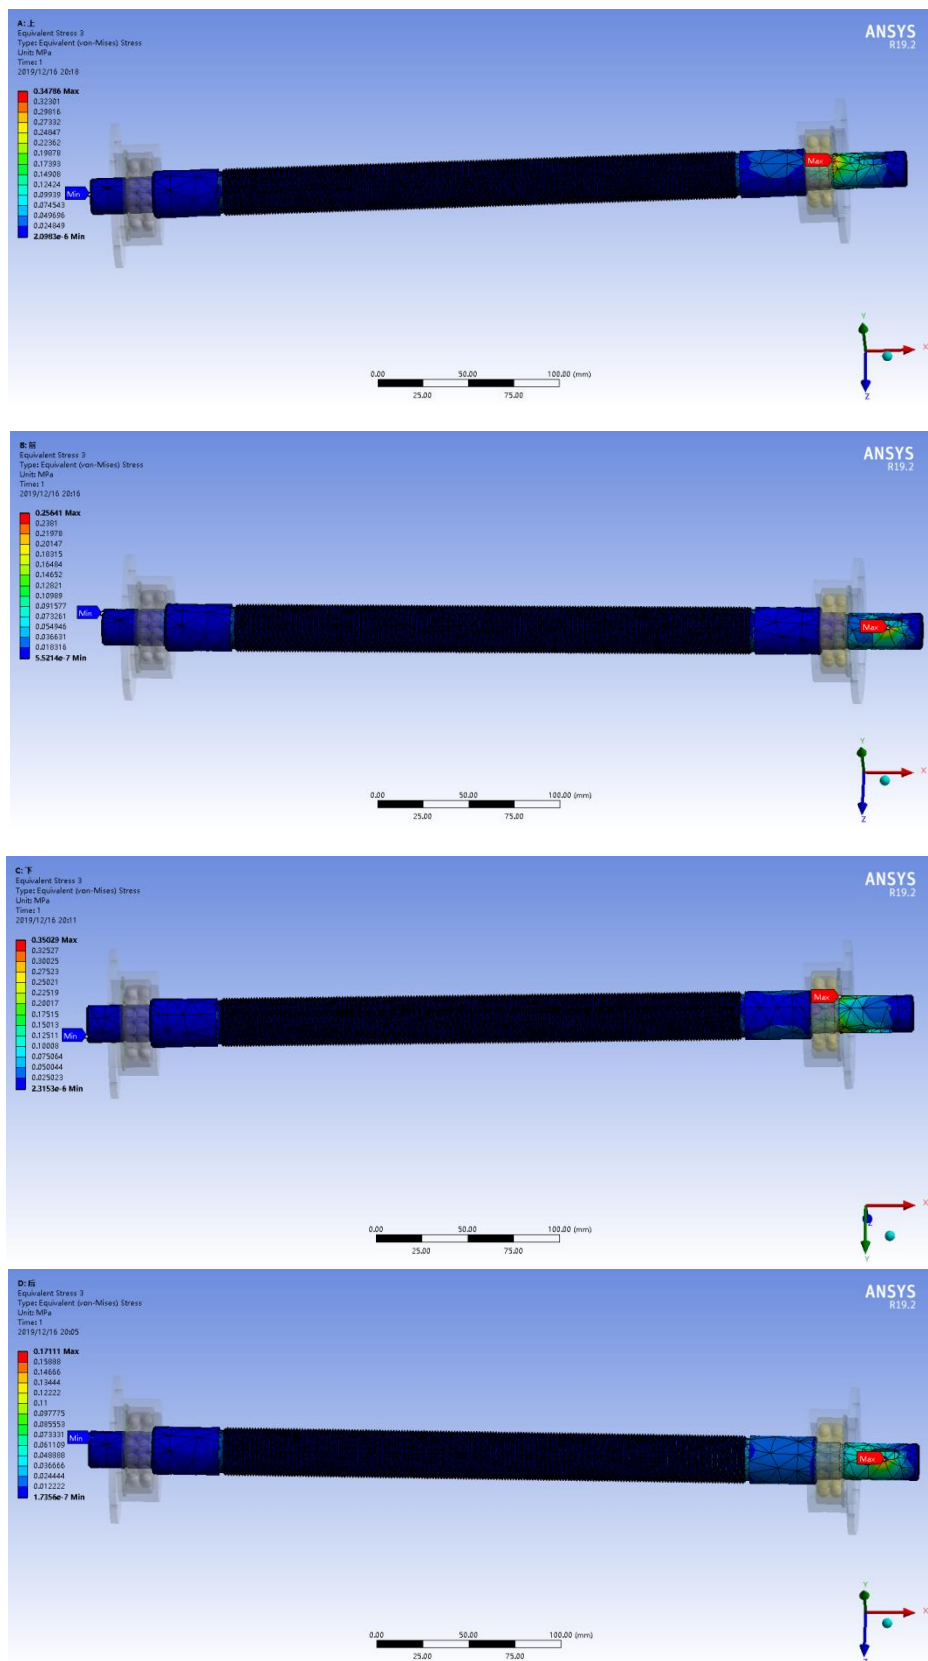 A: 上
Equivalent Stress 3
Type: Equivalent (von-Mises) Stress
Unit: MPa
Time: 1
2019/12/16 20:18
ANSYS
R19.2
0.34786 Max
0.32301
0.29816
0.27332
0.24847
0.22362
0.19878
0.17393
0.14908
0.12424
0.09939
0.074543
0.049696
0.024849
2.0983e-6 Min
Min
Max
Y
X
Z
0.00 50.00 100.00 (mm)
25.00 75.00
B: 前
Equivalent Stress 3
Type: Equivalent (von-Mises) Stress
Unit: MPa
Time: 1
2019/12/16 20:16
ANSYS
R19.2
0.25641 Max
0.2381
0.21978
0.20147
0.18315
0.16484
0.14652
0.12821
0.10989
0.091577
0.073261
0.054946
0.036631
0.018316
5.5214e-7 Min
Min
Max
Y
X
Z
0.00 50.00 100.00 (mm)
25.00 75.00
C: 下
Equivalent Stress 3
Type: Equivalent (von-Mises) Stress
Unit: MPa
Time: 1
2019/12/16 20:11
ANSYS
R19.2
0.35029 Max
0.32527
0.30025
0.27523
0.25021
0.22519
0.20017
0.17515
0.15013
0.12511
0.10008
0.075064
0.050044
0.025023
2.3153e-6 Min
Max
Min
X
Z
Y
0.00 50.00 100.00 (mm)
25.00 75.00
D: 后
Equivalent Stress 3
Type: Equivalent (von-Mises) Stress
Unit: MPa
Time: 1
2019/12/16 20:05
ANSYS
R19.2
0.17111 Max
0.15888
0.14666
0.13444
0.12222
0.11
0.097775
0.085553
0.073331
0.061109
0.048888
0.036666
0.024444
0.012222
1.7356e-7 Min
Min
Max
Y
X
0.00 50.00 100.00 (mm)
25.00 75.00